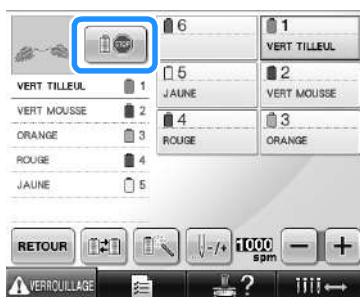 STOP
6
1
VERT TILLEUL
5
JAUNE
2
VERT MOUSSE
4
ROUGE
3
ORANGE
VERT TILLEUL 1
VERT MOUSSE 2
ORANGE 3
ROUGE 4
JAUNE 5
RETOUR
-/+
1000
spm
- +
VERROUILLAGE
?